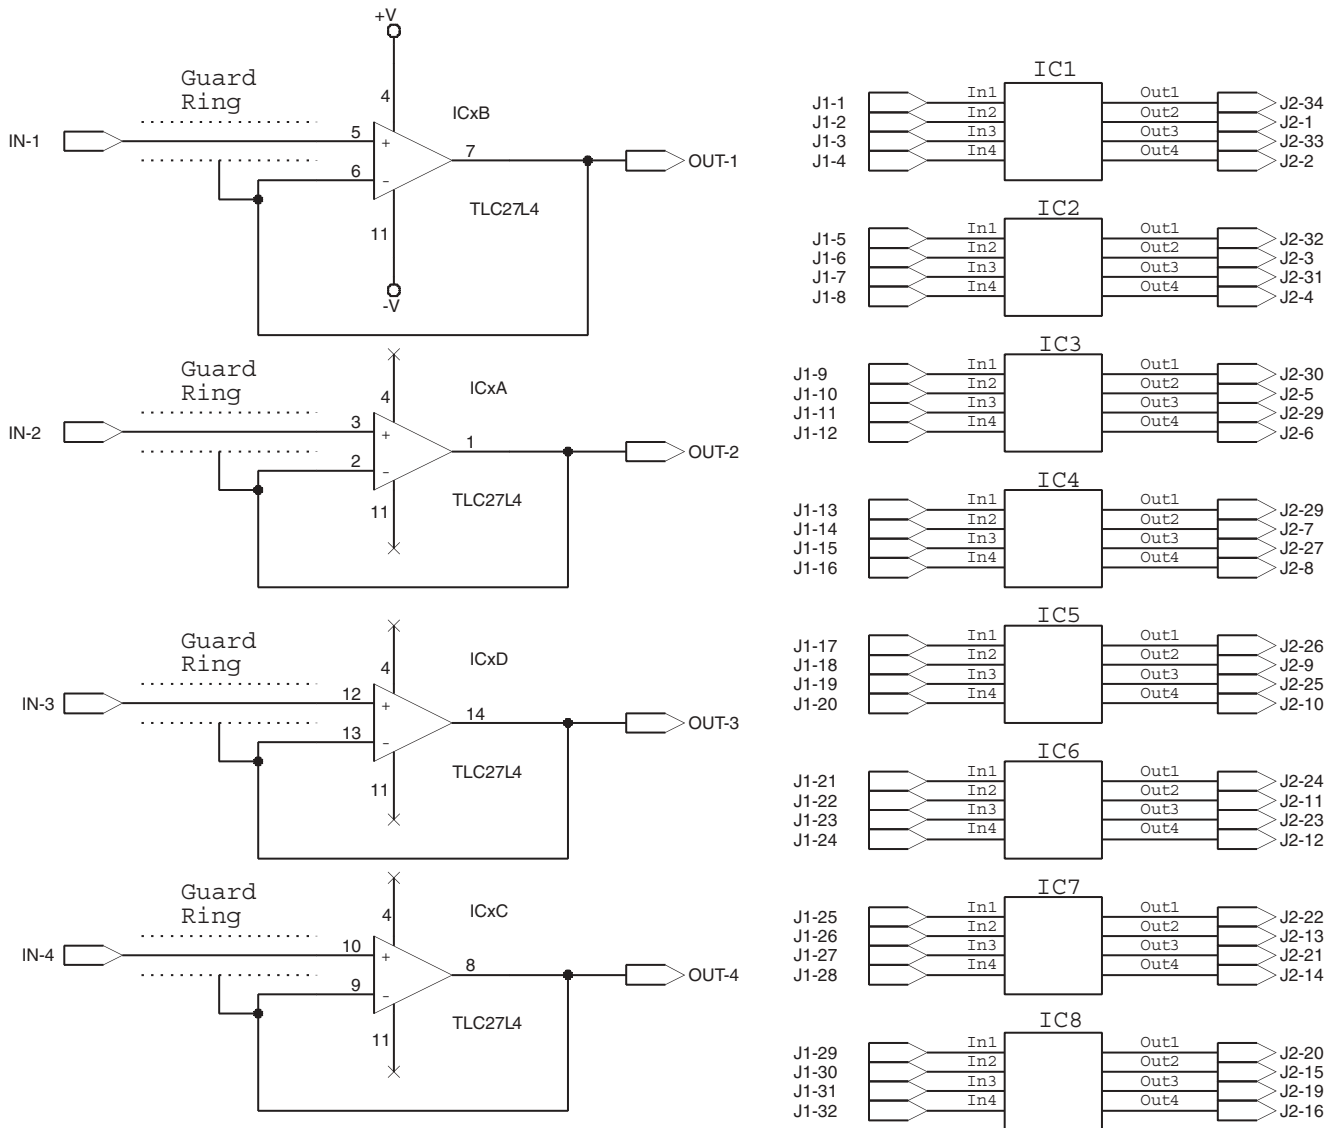 +V
Guard
Ring
4
ICxB
IN-1
5
+
7
OUT-1
6
-
TLC27L4
11
-V
Guard
Ring
ICxA
4
IN-2
3
+
1
OUT-2
2
-
TLC27L4
11
Guard
Ring
ICxD
4
IN-3
12
+
14
OUT-3
13
-
TLC27L4
11
Guard
Ring
ICxC
4
IN-4
10
+
8
OUT-4
9
-
TLC27L4
11
IC1
J1-1 In1 Out1 J2-34
J1-2 In2 Out2 J2-1
J1-3 In3 Out3 J2-33
J1-4 In4 Out4 J2-2
IC2
J1-5 In1 Out1 J2-32
J1-6 In2 Out2 J2-3
J1-7 In3 Out3 J2-31
J1-8 In4 Out4 J2-4
IC3
J1-9 In1 Out1 J2-30
J1-10 In2 Out2 J2-5
J1-11 In3 Out3 J2-29
J1-12 In4 Out4 J2-6
IC4
J1-13 In1 Out1 J2-29
J1-14 In2 Out2 J2-7
J1-15 In3 Out3 J2-27
J1-16 In4 Out4 J2-8
IC5
J1-17 In1 Out1 J2-26
J1-18 In2 Out2 J2-9
J1-19 In3 Out3 J2-25
J1-20 In4 Out4 J2-10
IC6
J1-21 In1 Out1 J2-24
J1-22 In2 Out2 J2-11
J1-23 In3 Out3 J2-23
J1-24 In4 Out4 J2-12
IC7
J1-25 In1 Out1 J2-22
J1-26 In2 Out2 J2-13
J1-27 In3 Out3 J2-21
J1-28 In4 Out4 J2-14
IC8
J1-29 In1 Out1 J2-20
J1-30 In2 Out2 J2-15
J1-31 In3 Out3 J2-19
J1-32 In4 Out4 J2-16